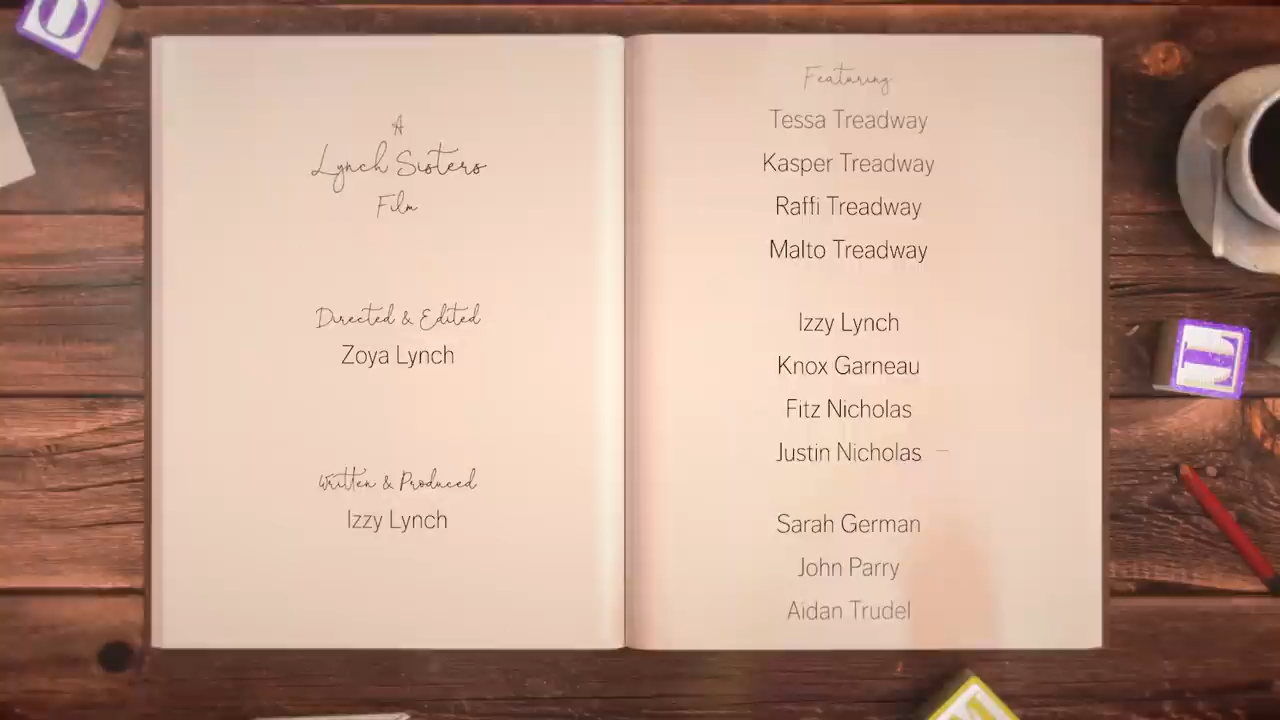 A
Lynch Sisters
Film
Directed & Edited
Zoya Lynch
Written & Produced
Izzy Lynch
Featuring
Tessa Treadway
Kasper Treadway
Raffi Treadway
Malto Treadway
Izzy Lynch
Knox Garneau
Fitz Nicholas
Justin Nicholas
Sarah German
John Parry
Aidan Trudel